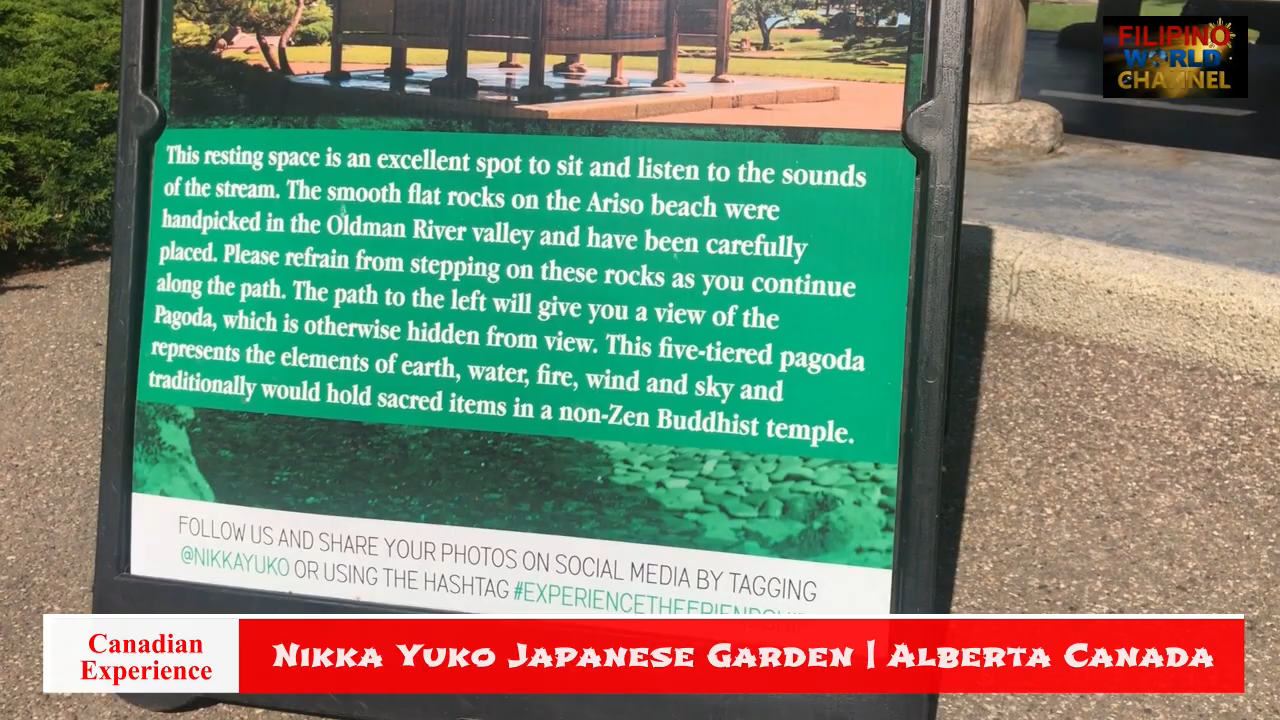 FILIPINO
WORLD
CHANNEL
This resting space is an excellent spot to sit and listen to the sounds
of the stream. The smooth flat rocks on the Ariso beach were
handpicked in the Oldman River valley and have been carefully
placed. Please refrain from stepping on these rocks as you continue
along the path. The path to the left will give you a view of the
Pagoda, which is otherwise hidden from view. This five-tiered pagoda
represents the elements of earth, water, fire, wind and sky and
traditionally would hold sacred items in a non-Zen Buddhist temple.
FOLLOW US AND SHARE YOUR PHOTOS ON SOCIAL MEDIA BY TAGGING
@NIKKAYUKO OR USING THE HASHTAG #EXPERIENCETHEFRIENDSHIP
Canadian
Experience
Nikka Yuko Japanese Garden | Alberta Canada